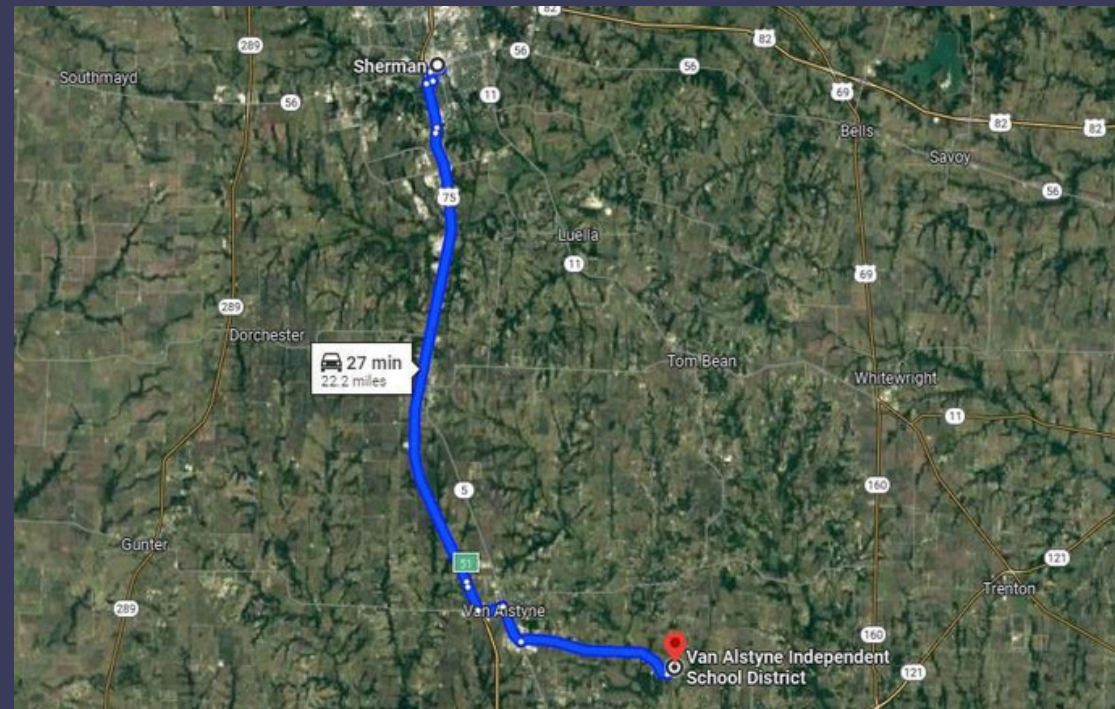 82
289
82
Sherman
56
Southmayd
56
69
11
56
82
82
Bells
Savoy
56
75
Luella
11
69
289
Dorchester
27 min
22.2 miles
Tom Bean
Whitewright
11
5
160
Gunter
51
121
Trenton
289
Van Alstyne
160
Van Alstyne Independent
School District
121